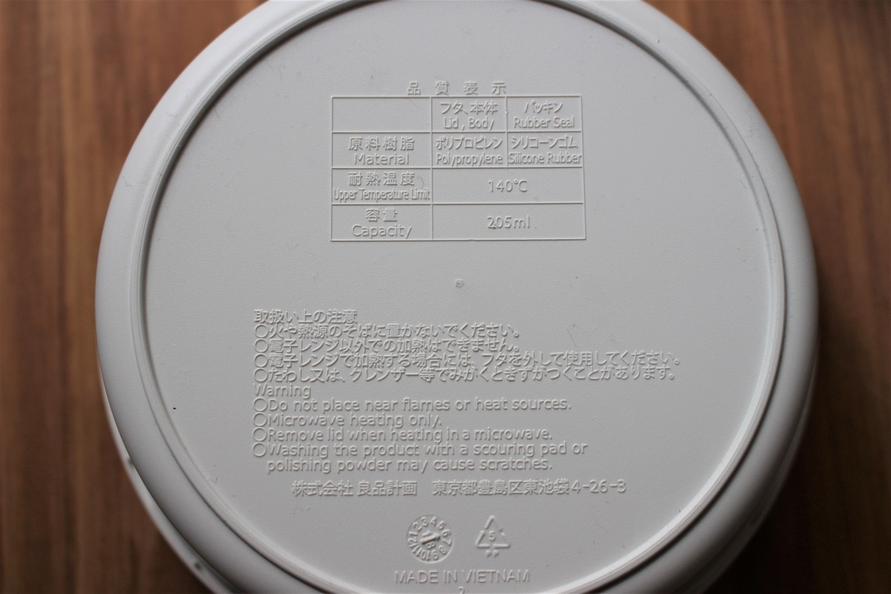 品質表示
フタ、本体 パッキン
Lid , Body Rubber Seal
原料樹脂 ポリプロピレン シリコーンゴム
Material Polypropylene Silicone Rubber
耐熱温度 140℃
Upper Temperature Limit
容量 205ml
Capacity
取扱い上の注意
○火や熱源のそばに置かないでください。
○電子レンジ以外での加熱はできません。
○電子レンジで加熱する場合には、フタを外して使用してください。
○たわし又は、クレンザー等でみがくときずがつくことがあります。
Warning
○Do not place near flames or heat sources.
○Microwave heating only.
○Remove lid when heating in a microwave.
○Washing the product with a scouring pad or
polishing powder may cause scratches.
株式会社 良品計画 東京都豊島区東池袋4-26-3
5
MADE IN VIETNAM